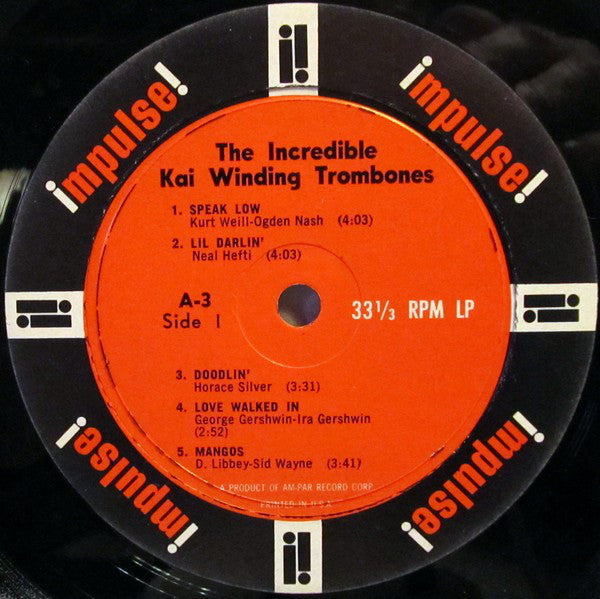 impulse!
impulse!
The Incredible
Kai Winding Trombones
1. SPEAK LOW
Kurt Weill-Ogden Nash (4:03)
2. LIL DARLIN'
Neal Hefti (4:03)
A-3
Side 1
33 1/3 RPM LP
3. DOODLIN'
Horace Silver (3:31)
4. LOVE WALKED IN
George Gershwin-Ira Gershwin
(2:52)
5. MANGOS
D. Libbey-Sid Wayne (3:41)
A PRODUCT OF AM-PAR RECORD CORP.
PRINTED IN U.S.A.
impulse!
impulse!
i!
i!
i!
i!